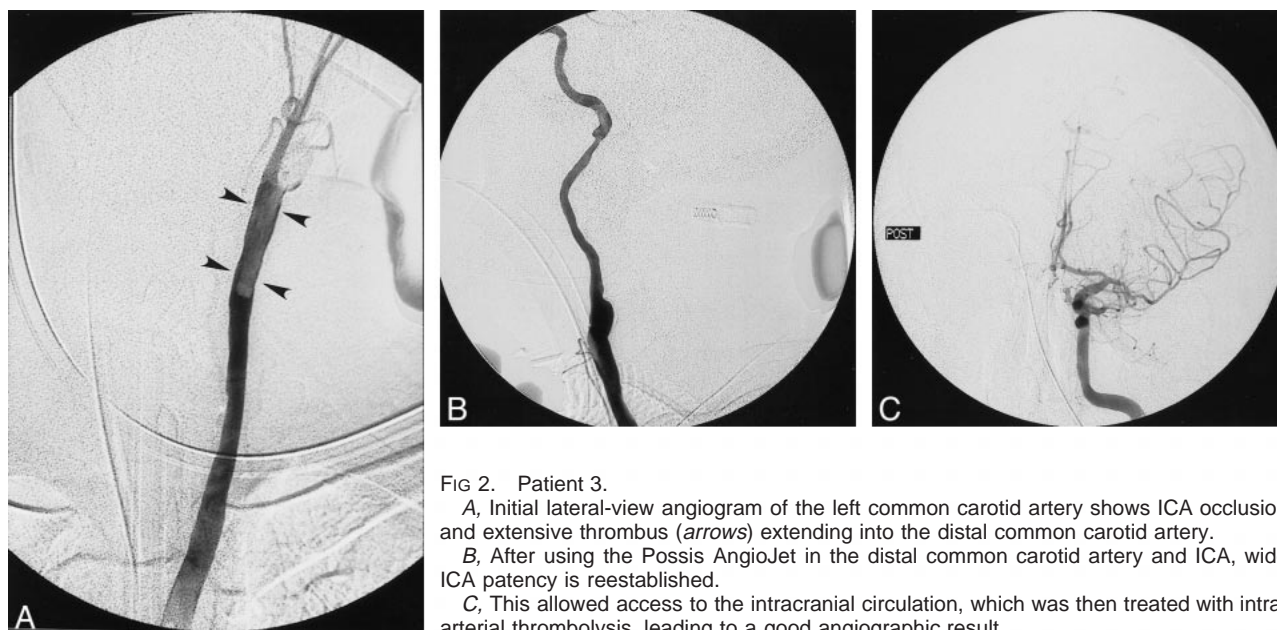 A
B
POST
C
FIG 2. Patient 3.
A, Initial lateral-view angiogram of the left common carotid artery shows ICA occlusio
and extensive thrombus (arrows) extending into the distal common carotid artery.
B, After using the Possis AngioJet in the distal common carotid artery and ICA, wid
ICA patency is reestablished.
C, This allowed access to the intracranial circulation, which was then treated with intra
arterial thrombolysis, leading to a good angiographic result.